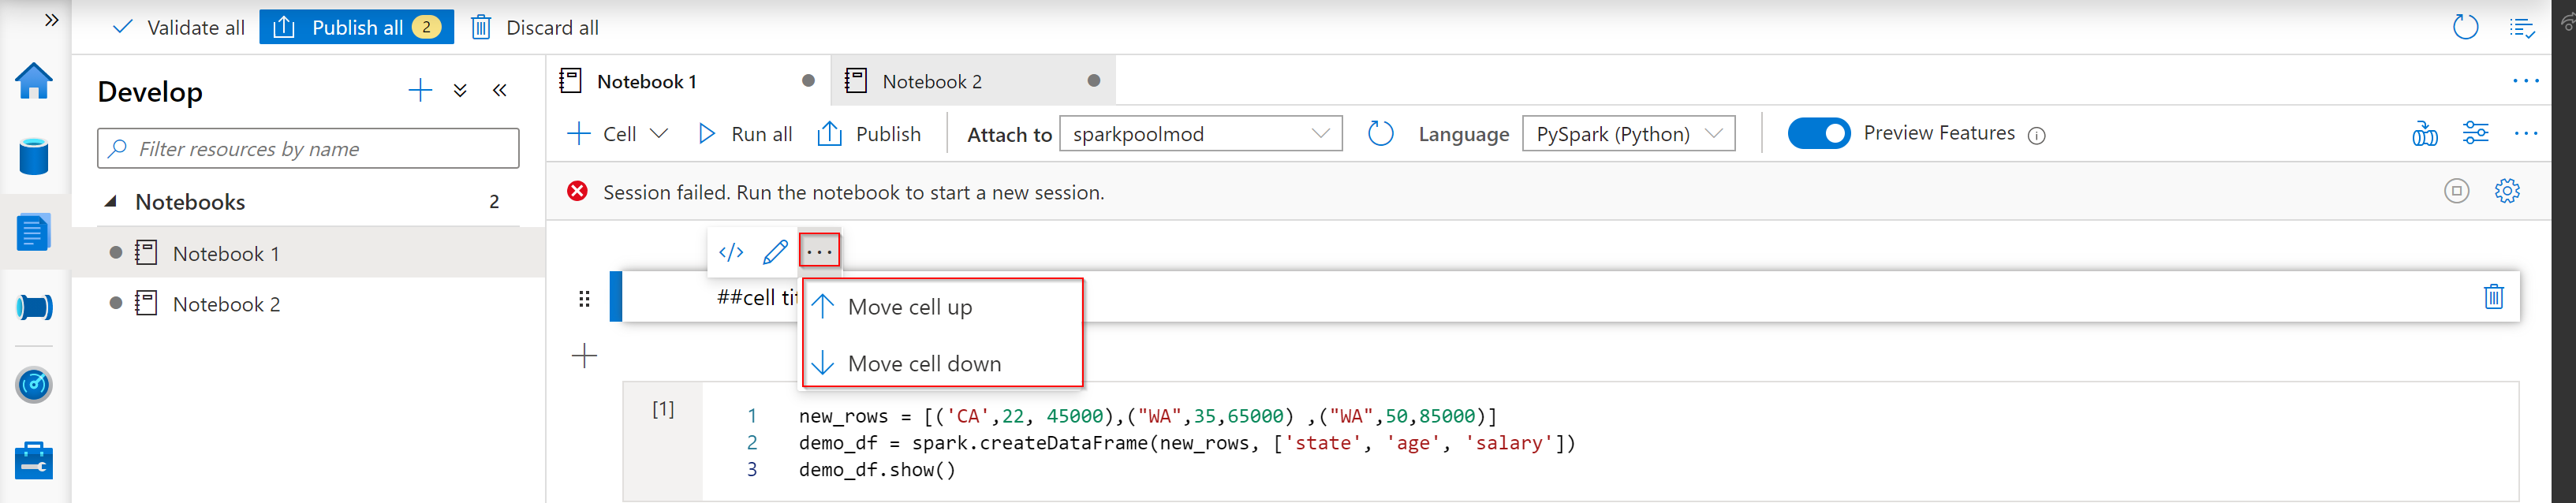 Validate all
Publish all 2
Discard all
Develop
Filter resources by name
Notebooks 2
Notebook 1
Notebook 2
Notebook 1
Notebook 2
Cell
Run all
Publish
Attach to sparkpoolmod
Language PySpark (Python)
Preview Features
Session failed. Run the notebook to start a new session.
##cell
Move cell up
Move cell down
[1]
1 new_rows = [('CA',22, 45000),("WA",35,65000) ,("WA",50,85000)]
2 demo_df = spark.createDataFrame(new_rows, ['state', 'age', 'salary'])
3 demo_df.show()